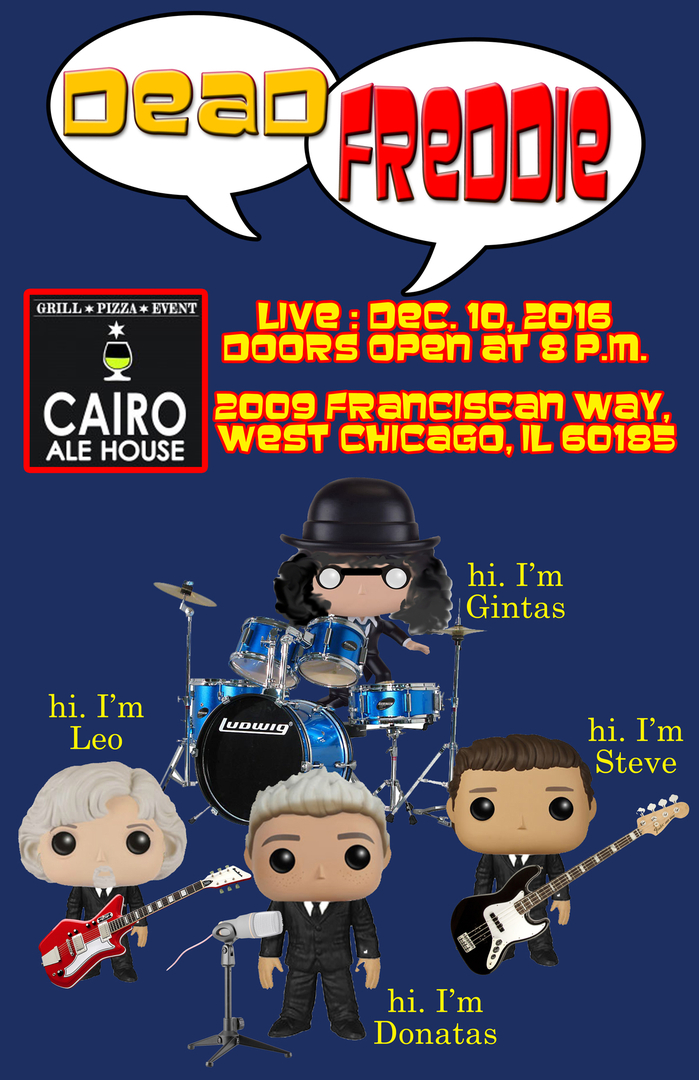 DeaD
FReDDIe
GRILL ★ PIZZA ★ EVENT
CAIRO
ALE HOUSE
LIVe : Dec. 10, 2016
DOORS OPen aT 8 P.M.
2009 FRanCISCan Way,
WeST CHICaGO, IL 60185
hi. I'm
Gintas
hi. I'm
Leo
hi. I'm
Steve
Ludwig
hi. I'm
Donatas